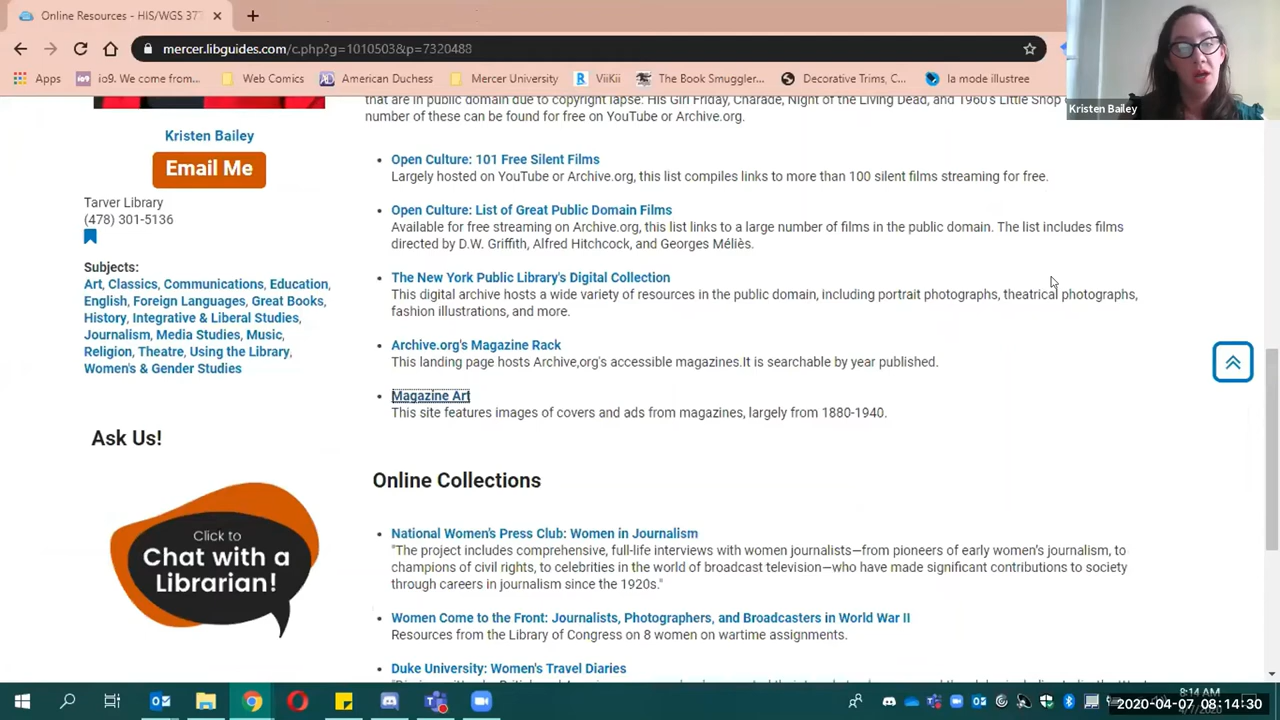 Online Resources - HIS/WGS 37
mercer.libguides.com/c.php?g=1010503&p=7320488
Apps
io9. We come from...
Web Comics
American Duchess
Mercer University
ViiKii
The Book Smuggler...
Decorative Trims, C...
la mode illustree
Kristen Bailey
that are in public domain due to copyright lapse: His Girl Friday, Charade, Night of the Living Dead, and 1960's Little Shop
number of these can be found for free on YouTube or Archive.org.
Kristen Bailey
Email Me
Tarver Library
(478) 301-5136
Subjects:
Art, Classics, Communications, Education,
English, Foreign Languages, Great Books,
History, Integrative & Liberal Studies,
Journalism, Media Studies, Music,
Religion, Theatre, Using the Library,
Women's & Gender Studies
Ask Us!
Click to
Chat with a
Librarian!
Open Culture: 101 Free Silent Films
Largely hosted on YouTube or Archive.org, this list compiles links to more than 100 silent films streaming for free.
Open Culture: List of Great Public Domain Films
Available for free streaming on Archive.org, this list links to a large number of films in the public domain. The list includes films
directed by D.W. Griffith, Alfred Hitchcock, and Georges Méliès.
The New York Public Library's Digital Collection
This digital archive hosts a wide variety of resources in the public domain, including portrait photographs, theatrical photographs,
fashion illustrations, and more.
Archive.org's Magazine Rack
This landing page hosts Archive,org's accessible magazines.It is searchable by year published.
Magazine Art
This site features images of covers and ads from magazines, largely from 1880-1940.
Online Collections
National Women's Press Club: Women in Journalism
"The project includes comprehensive, full-life interviews with women journalists—from pioneers of early women's journalism, to
champions of civil rights, to celebrities in the world of broadcast television—who have made significant contributions to society
through careers in journalism since the 1920s."
Women Come to the Front: Journalists, Photographers, and Broadcasters in World War II
Resources from the Library of Congress on 8 women on wartime assignments.
Duke University: Women's Travel Diaries
8:14 AM
2020-04-07 08:14:30